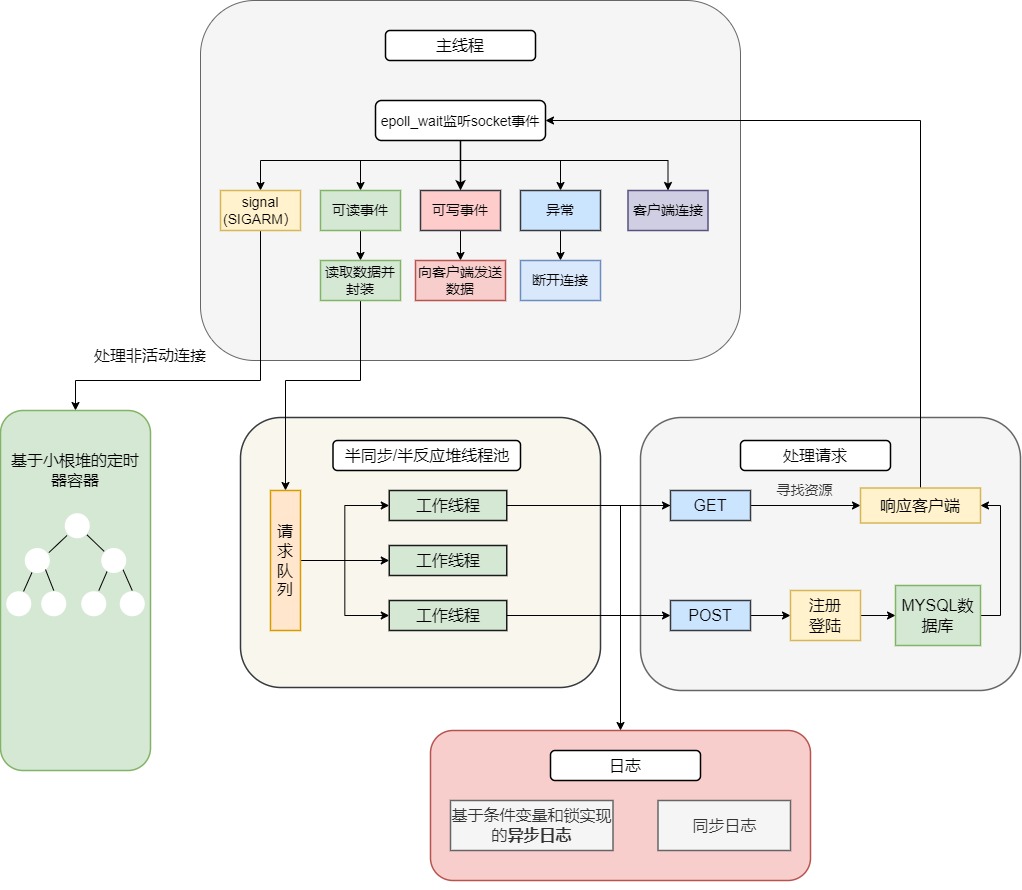 主线程
epoll_wait监听socket事件
signal
(SIGARM）
可读事件
可写事件
异常
客户端连接
读取数据并
封装
向客户端发送
数据
断开连接
处理非活动连接
基于小根堆的定时
器容器
半同步/半反应堆线程池
请
求
队
列
工作线程
工作线程
工作线程
处理请求
GET
寻找资源
响应客户端
POST
注册
登陆
MYSQL数
据库
日志
基于条件变量和锁实现
的异步日志
同步日志